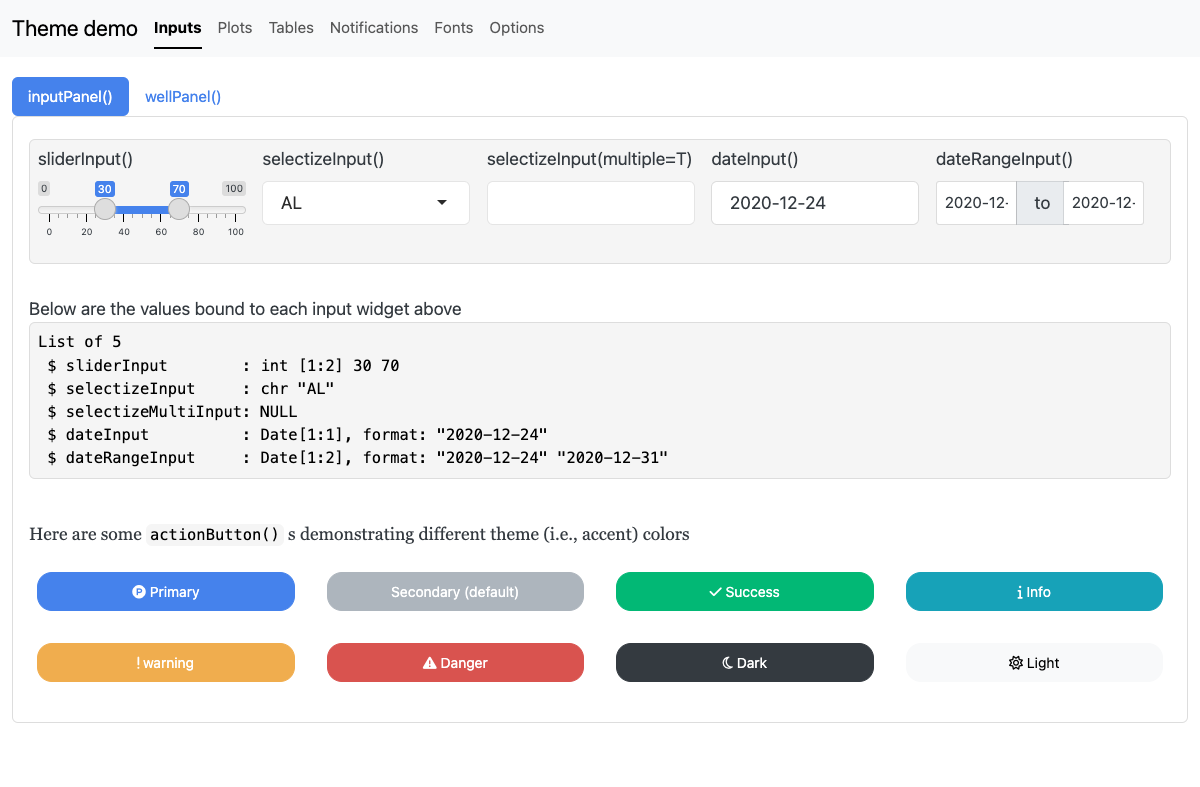 Theme demo Inputs Plots Tables Notifications Fonts Options
inputPanel() wellPanel()
sliderInput() selectizeInput() selectizeInput(multiple=T) dateInput() dateRangeInput()
0 30 70 100
AL 2020-12-24 2020-12- to 2020-12-
0 20 40 60 80 100
Below are the values bound to each input widget above
List of 5
$ sliderInput : int [1:2] 30 70
$ selectizeInput : chr "AL"
$ selectizeMultiInput: NULL
$ dateInput : Date[1:1], format: "2020-12-24"
$ dateRangeInput : Date[1:2], format: "2020-12-24" "2020-12-31"
Here are some actionButton() s demonstrating different theme (i.e., accent) colors
Primary Secondary (default) Success Info
warning Danger Dark Light